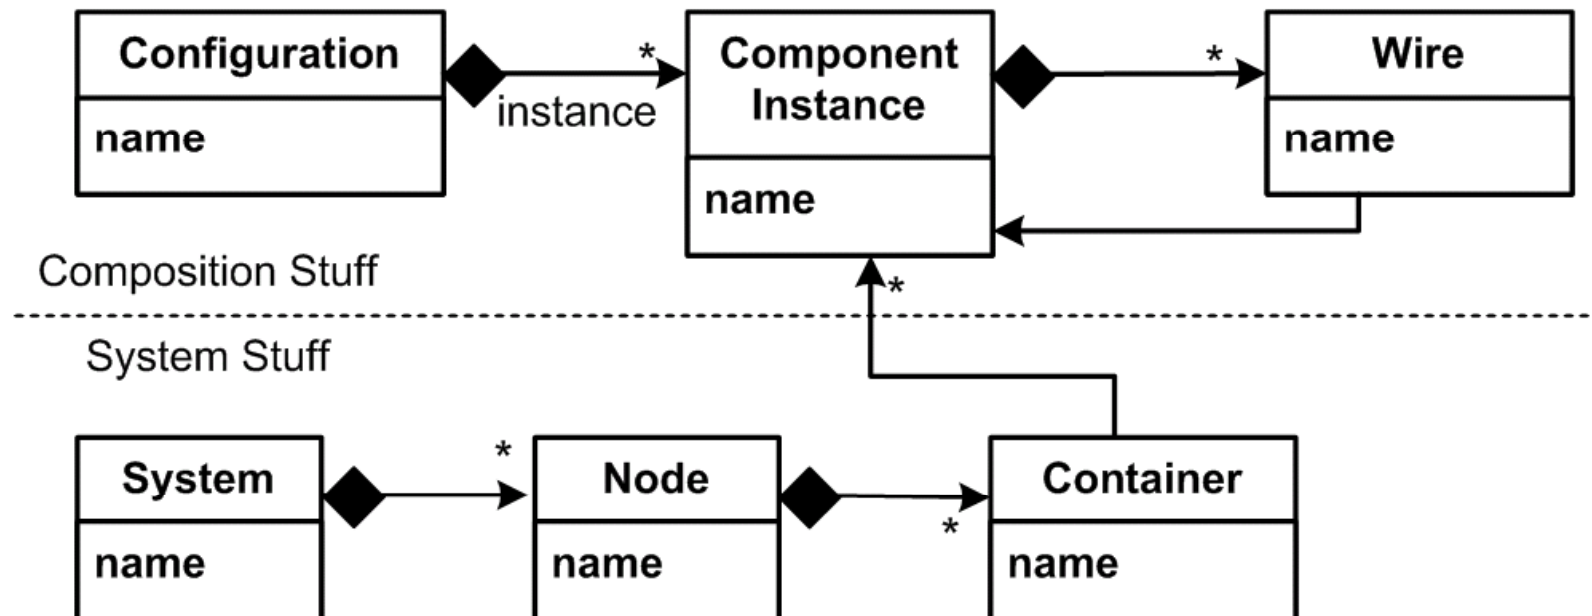 Configuration
name
*
instance
Component
Instance
name
*
Wire
name
Composition Stuff
*
System Stuff
System
name
*
Node
name
*
Container
name